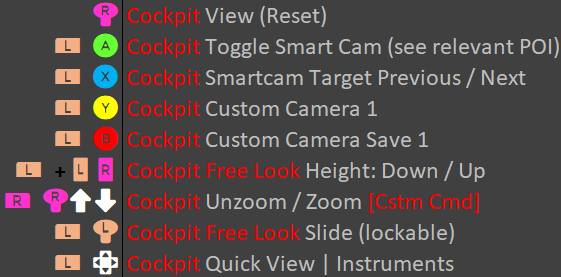 R Cockpit View (Reset)
L A Cockpit Toggle Smart Cam (see relevant POI)
L X Cockpit Smartcam Target Previous / Next
L Y Cockpit Custom Camera 1
L B Cockpit Custom Camera Save 1
L + L R Cockpit Free Look Height: Down / Up
R R Cockpit Unzoom / Zoom [Cstm Cmd]
L L Cockpit Free Look Slide (lockable)
L Cockpit Quick View | Instruments